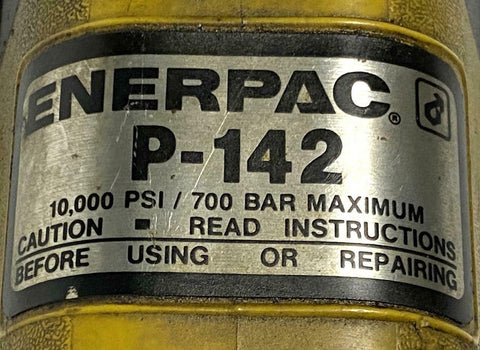 ENERPAC®
P-142
10,000 PSI / 700 BAR MAXIMUM
CAUTION - READ INSTRUCTIONS
BEFORE USING OR REPAIRING